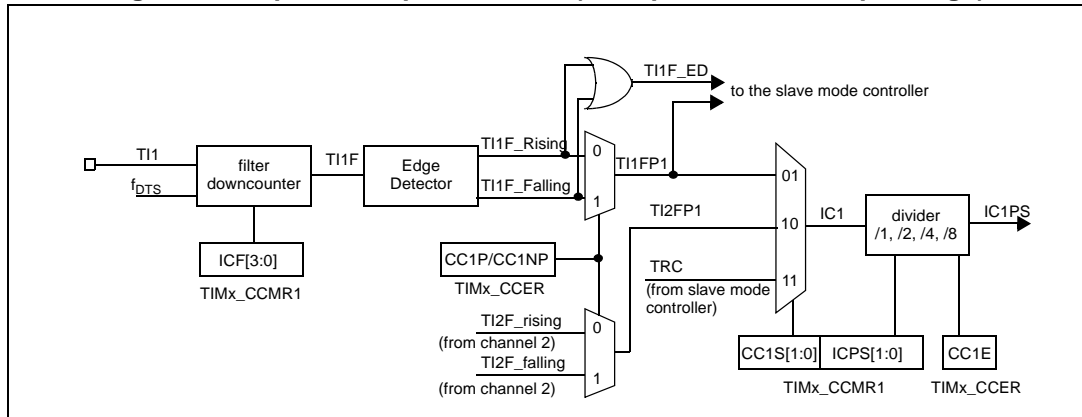 TI1F_ED
to the slave mode controller
TI1
fDTS
filter
downcounter
ICF[3:0]
TIMx_CCMR1
TI1F
Edge
Detector
TI1F_Rising
TI1F_Falling
0
1
TI1FP1
CC1P/CC1NP
TIMx_CCER
TI2F_rising
(from channel 2)
TI2F_falling
(from channel 2)
0
1
TI2FP1
TRC
(from slave mode
controller)
01
10
11
IC1
divider
/1, /2, /4, /8
IC1PS
CC1S[1:0]
ICPS[1:0]
TIMx_CCMR1
CC1E
TIMx_CCER